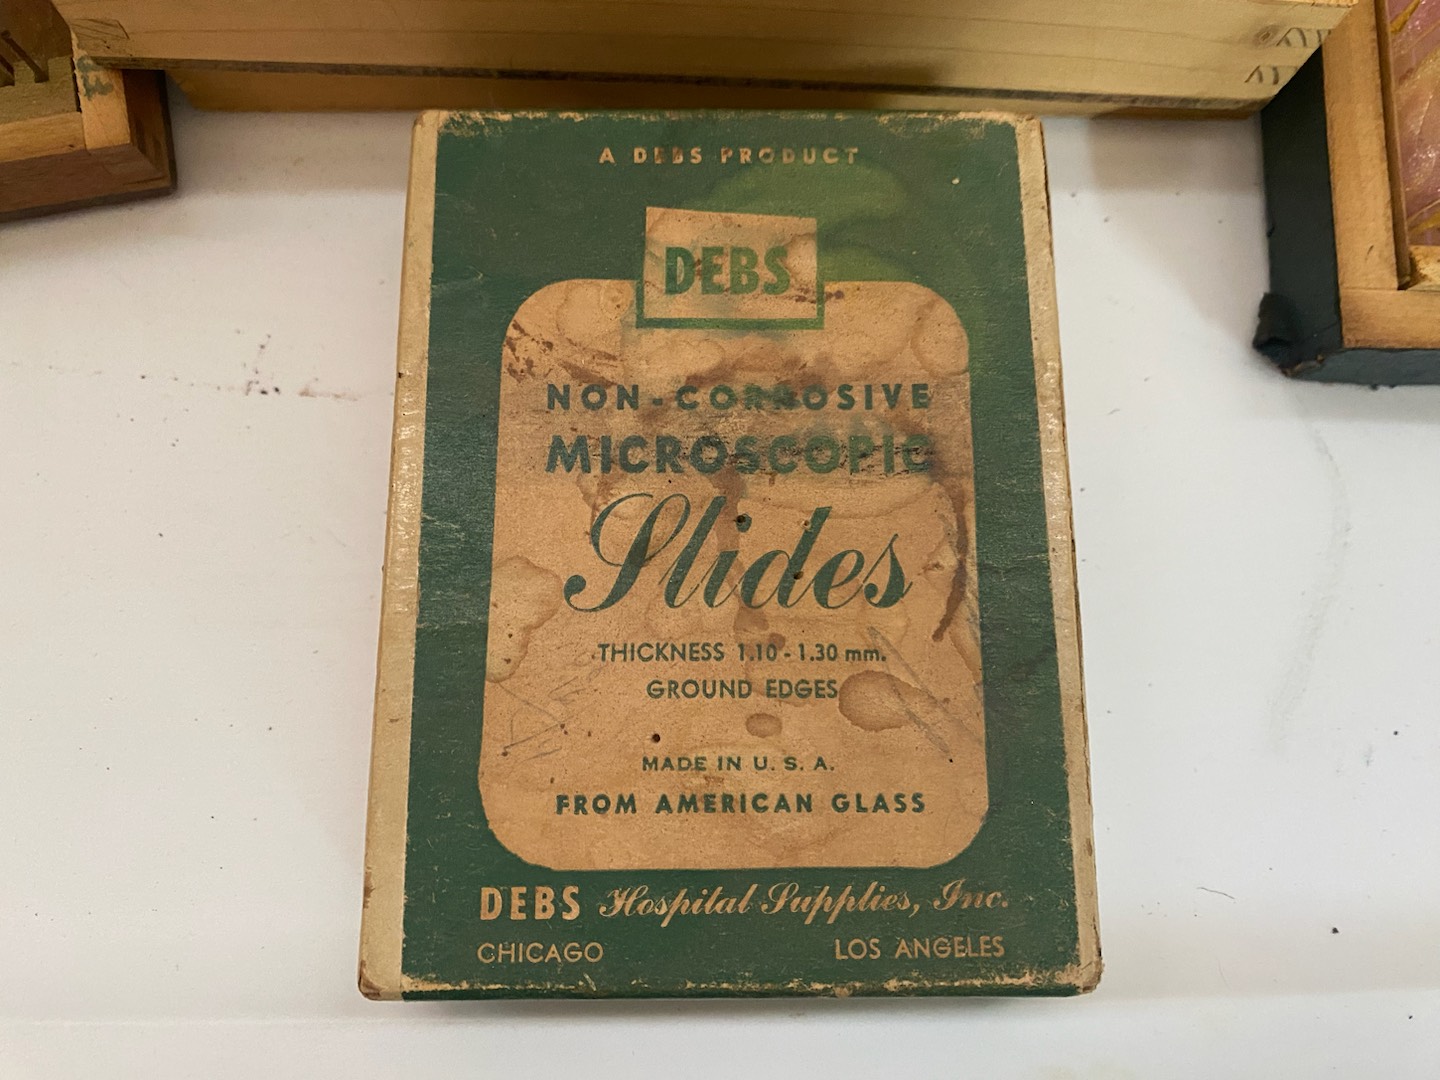 A DEBS PRODUCT
DEBS
NON-CORROSIVE
MICROSCOPIC
Slides
THICKNESS 1.10 - 1.30 mm.
GROUND EDGES
MADE IN U. S. A.
FROM AMERICAN GLASS
DEBS Hospital Supplies, Inc.
CHICAGO LOS ANGELES